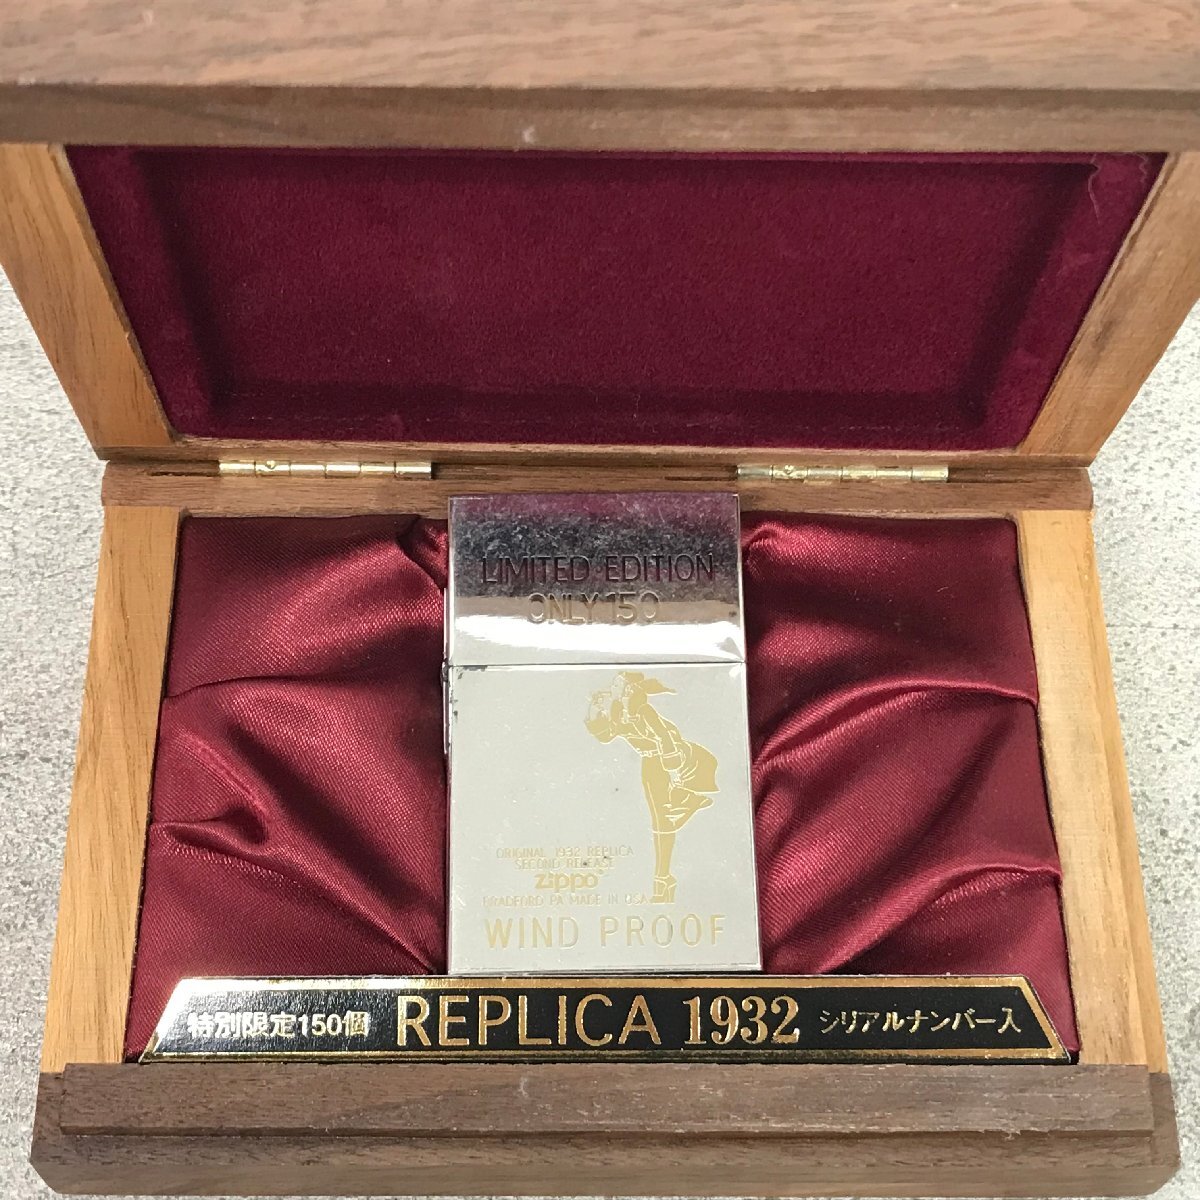 LIMITED EDITION
ONLY 150
ORIGINAL 1932 REPLICA
SECOND RELEASE
Zippo
BRADFORD PA MADE IN USA
WIND PROOF
特別限定150個 REPLICA 1932 シリアルナンバー入